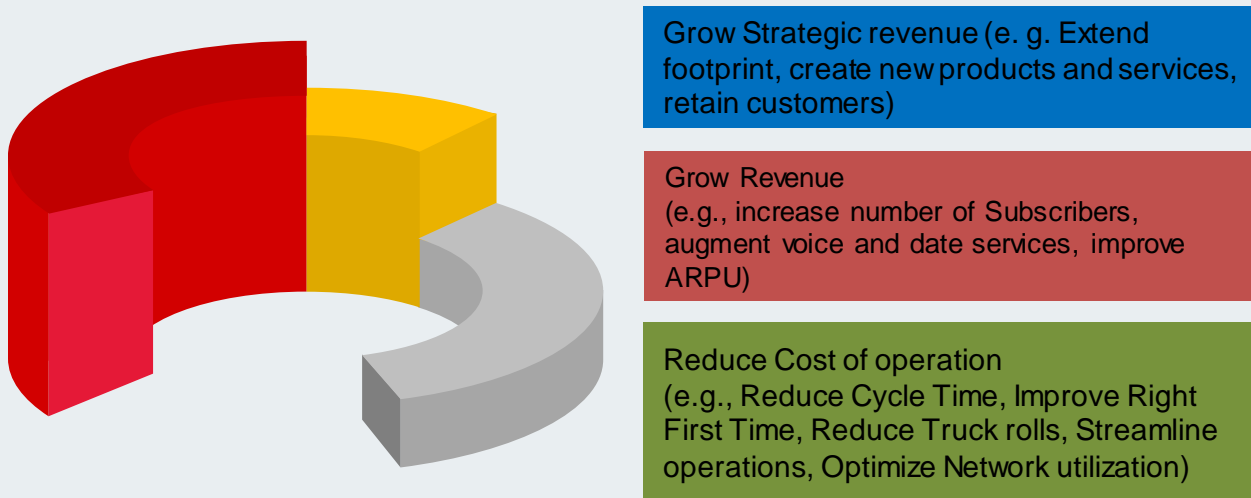 Grow Strategic revenue (e. g. Extend
footprint, create new products and services,
retain customers)
Grow Revenue
(e.g., increase number of Subscribers,
augment voice and date services, improve
ARPU)
Reduce Cost of operation
(e.g., Reduce Cycle Time, Improve Right
First Time, Reduce Truck rolls, Streamline
operations, Optimize Network utilization)